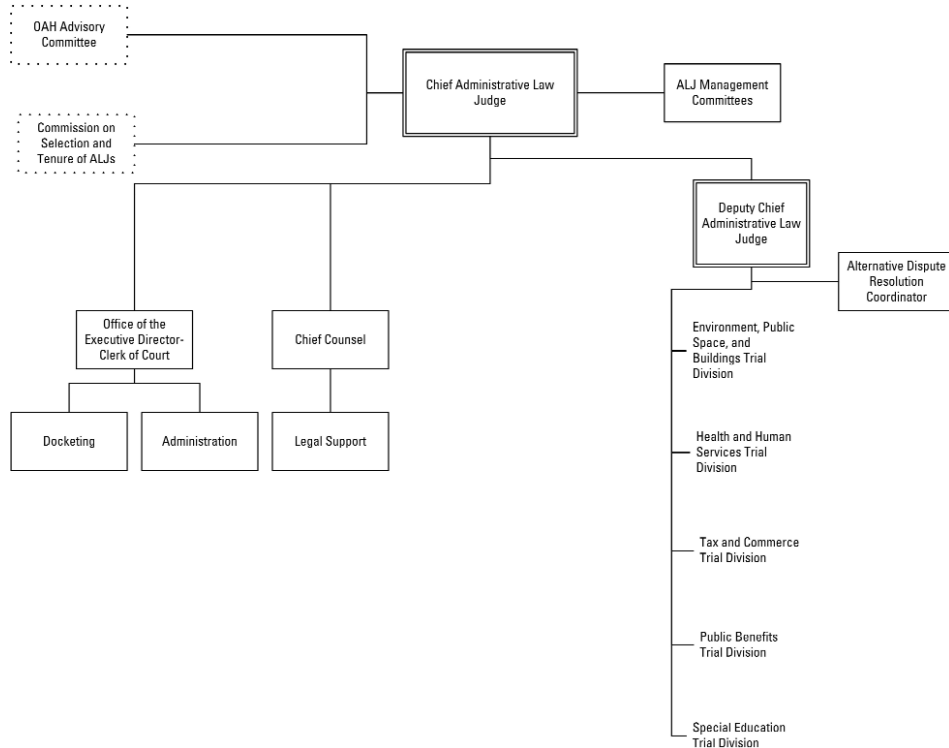 OAH Advisory
Committee
Chief Administrative Law
Judge
ALJ Management
Committees
Commission on
Selection and
Tenure of ALJs
Deputy Chief
Administrative Law
Judge
Alternative Dispute
Resolution
Coordinator
Office of the
Executive Director-
Clerk of Court
Chief Counsel
Environment, Public
Space, and
Buildings Trial
Division
Docketing
Administration
Legal Support
Health and Human
Services Trial
Division
Tax and Commerce
Trial Division
Public Benefits
Trial Division
Special Education
Trial Division